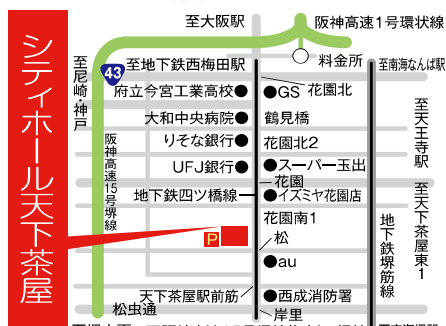 シティホール天下茶屋
至大阪駅
阪神高速1号環状線
料金所
至地下鉄西梅田駅
至南海なんば駅
至尼崎・神戸
43
花園北
府立今宮工業高校
GS
大和中央病院
鶴見橋
至天王寺駅
りそな銀行
花園北2
阪神高速15号堺線
UFJ銀行
スーパー玉出
花園
地下鉄四ツ橋線
イズミヤ花園店
至天下茶屋東1
花園南1
地下鉄堺筋線
P
松
au
天下茶屋駅前筋
西成消防署
松虫通
岸里